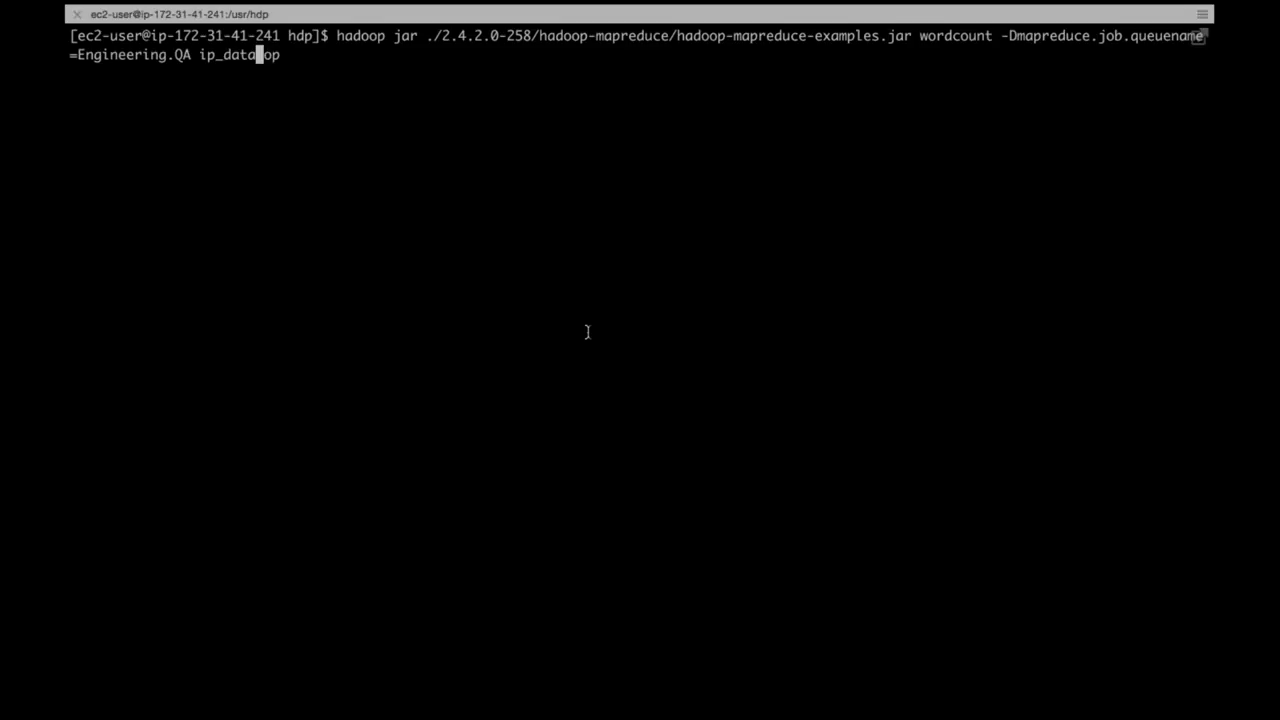 ec2-user@ip-172-31-41-241:/usr/hdp
[ec2-user@ip-172-31-41-241 hdp]$ hadoop jar ./2.4.2.0-258/hadoop-mapreduce/hadoop-mapreduce-examples.jar wordcount -Dmapreduce.job.queuename
=Engineering.QA ip_data op